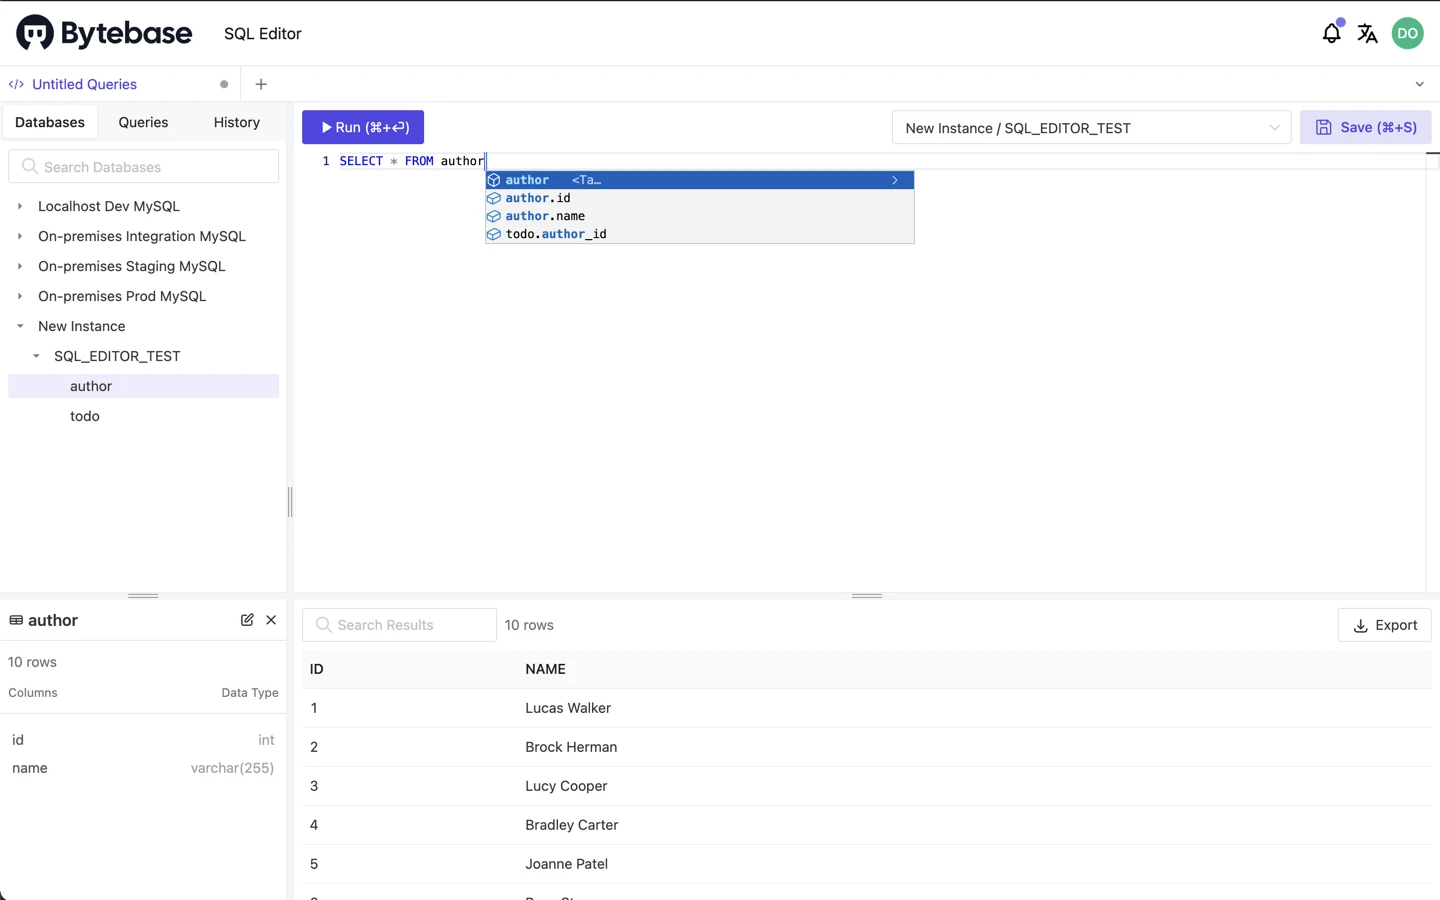 Bytebase
SQL Editor
DO
</> Untitled Queries
Databases Queries History
Run (⌘+⏎)
New Instance / SQL_EDITOR_TEST
Save (⌘+S)
Search Databases
1 SELECT * FROM author
author <Ta…
author.id
author.name
todo.author_id
Localhost Dev MySQL
On-premises Integration MySQL
On-premises Staging MySQL
On-premises Prod MySQL
New Instance
SQL_EDITOR_TEST
author
todo
author
10 rows
Columns Data Type
id int
name varchar(255)
Search Results
10 rows
Export
ID NAME
1 Lucas Walker
2 Brock Herman
3 Lucy Cooper
4 Bradley Carter
5 Joanne Patel